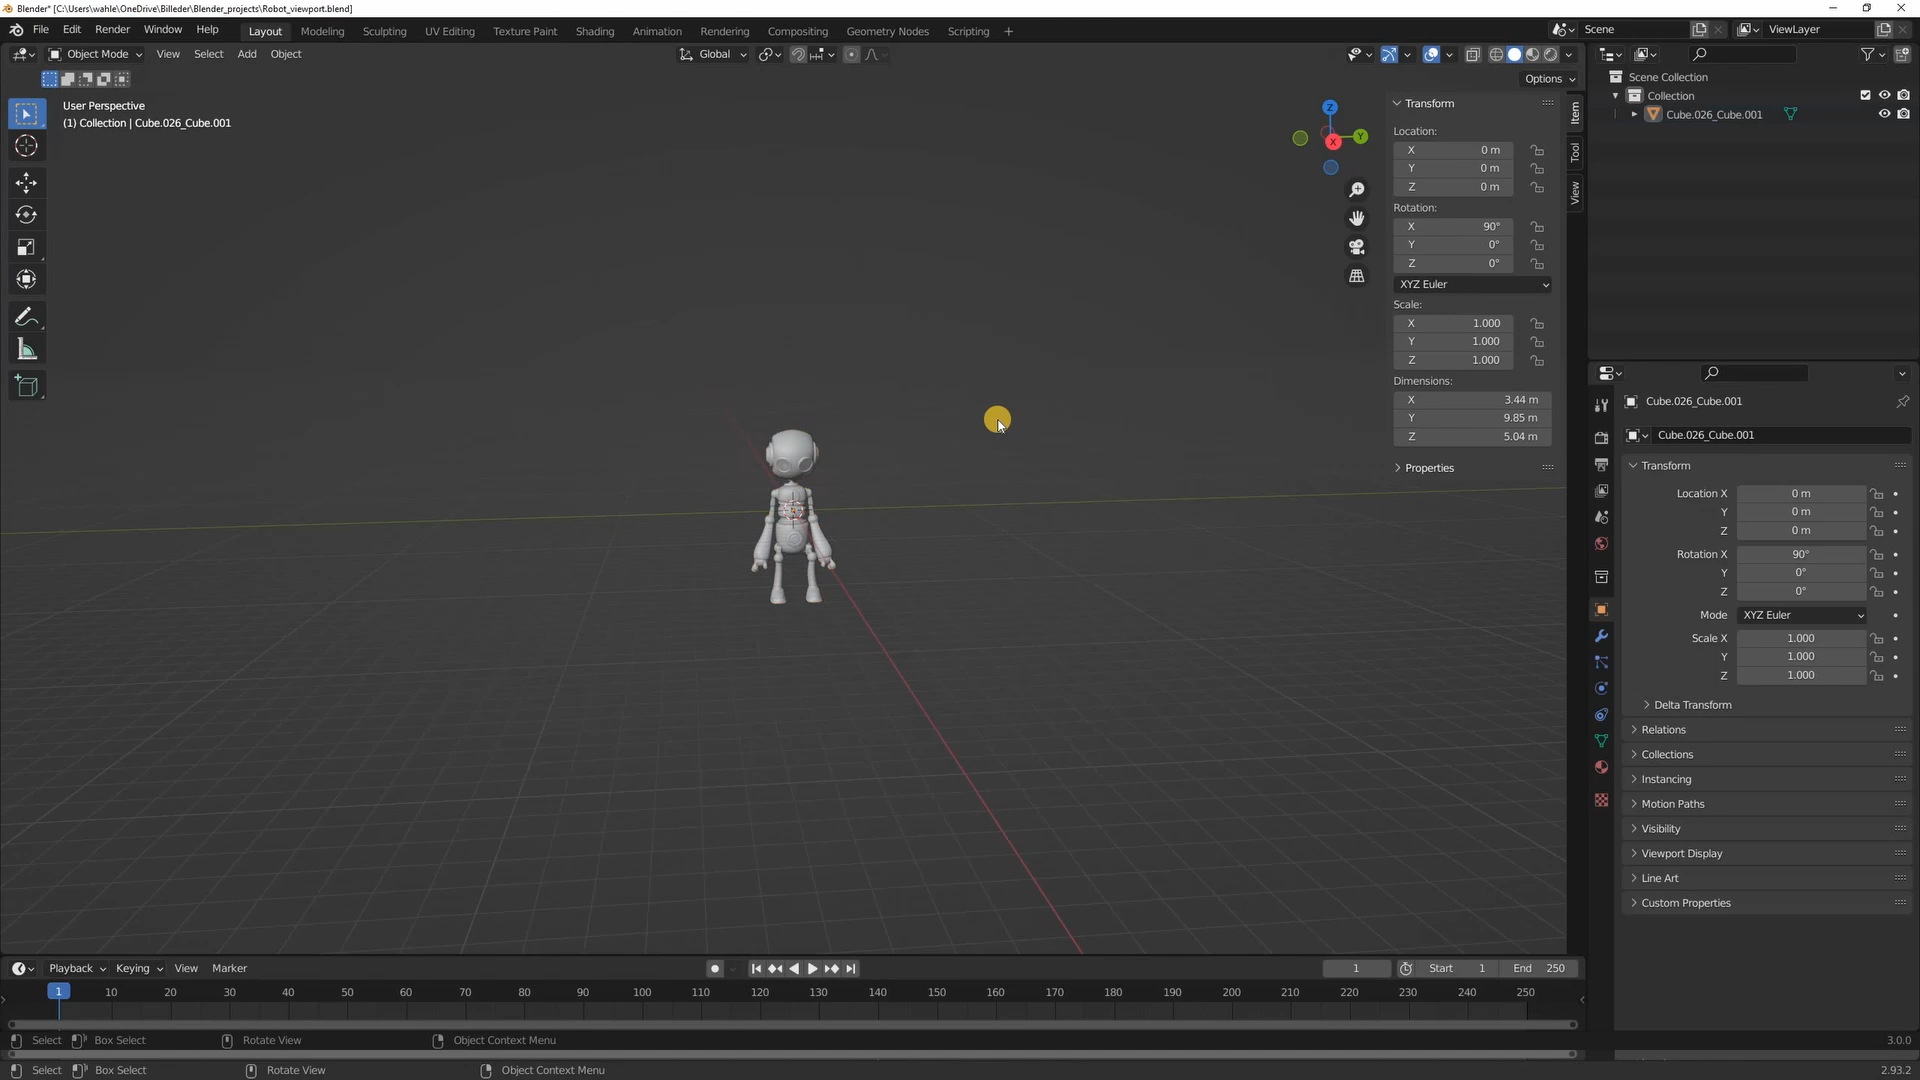 Blender* [C:\Users\wahle\OneDrive\Billeder\Blender_projects\Robot_viewport.blend]
File Edit Render Window Help Layout Modeling Sculpting UV Editing Texture Paint Shading Animation Rendering Compositing Geometry Nodes Scripting + Scene ViewLayer
Object Mode View Select Add Object Global
Options
User Perspective
(1) Collection | Cube.026_Cube.001
Z
Y
X
Transform
Location:
X 0 m
Y 0 m
Z 0 m
Rotation:
X 90°
Y 0°
Z 0°
XYZ Euler
Scale:
X 1.000
Y 1.000
Z 1.000
Dimensions:
X 3.44 m
Y 9.85 m
Z 5.04 m
Properties
Item
Tool
View
Scene Collection
Collection
Cube.026_Cube.001
Cube.026_Cube.001
Cube.026_Cube.001
Transform
Location X 0 m
Y 0 m
Z 0 m
Rotation X 90°
Y 0°
Z 0°
Mode XYZ Euler
Scale X 1.000
Y 1.000
Z 1.000
Delta Transform
Relations
Collections
Instancing
Motion Paths
Visibility
Viewport Display
Line Art
Custom Properties
Playback Keying View Marker 1 Start 1 End 250
1 10 20 30 40 50 60 70 80 90 100 110 120 130 140 150 160 170 180 190 200 210 220 230 240 250
Select Box Select Rotate View Object Context Menu 3.0.0
Select Box Select Rotate View Object Context Menu 2.93.2